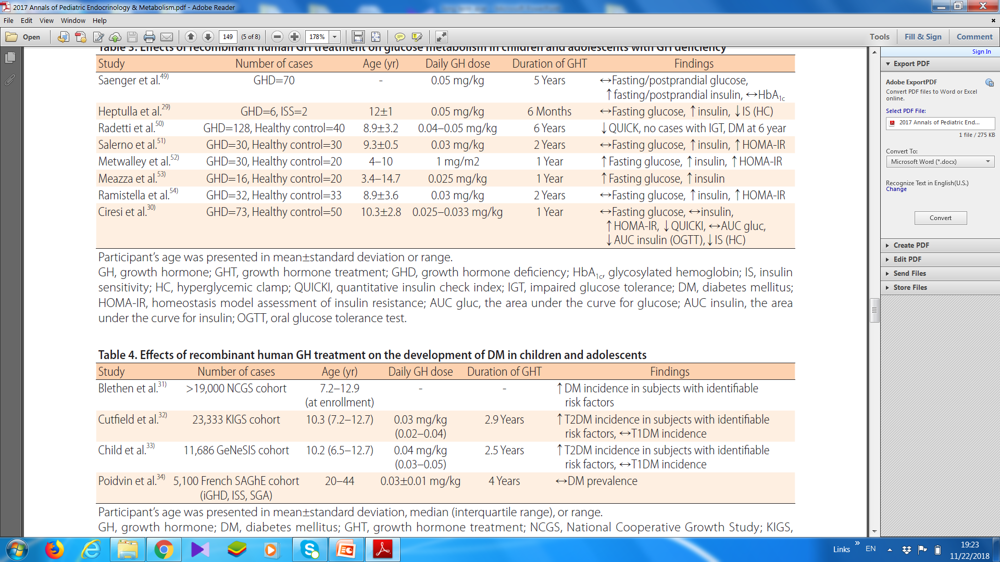 2017 Annals of Pediatric Endocrinology & Metabolism.pdf - Adobe Reader
File Edit View Window Help
Open 149 (5 of 8) 178% Tools Fill & Sign Comment
Table 3. Effects of recombinant human GH treatment on glucose metabolism in children and adolescents with GH deficiency
Study Number of cases Age (yr) Daily GH dose Duration of GHT Findings
Saenger et al.49) GHD=70 - 0.05 mg/kg 5 Years ↔Fasting/postprandial glucose,
↑fasting/postprandial insulin, ↔HbA1c
Heptulla et al.29) GHD=6, ISS=2 12±1 0.05 mg/kg 6 Months ↔Fasting glucose, ↑insulin, ↓IS (HC)
Radetti et al.50) GHD=128, Healthy control=40 8.9±3.2 0.04–0.05 mg/kg 6 Years ↓QUICK, no cases with IGT, DM at 6 year
Salerno et al.51) GHD=30, Healthy control=30 9.3±0.5 0.03 mg/kg 2 Years ↔Fasting glucose, ↑insulin, ↑HOMA-IR
Metwalley et al.52) GHD=30, Healthy control=20 4–10 1 mg/m2 1 Year ↑Fasting glucose, ↑insulin, ↑HOMA-IR
Meazza et al.53) GHD=16, Healthy control=20 3.4–14.7 0.025 mg/kg 1 Year ↑Fasting glucose, ↑insulin
Ramistella et al.54) GHD=32, Healthy control=33 8.9±3.6 0.03 mg/kg 2 Years ↔Fasting glucose, ↑insulin, ↑HOMA-IR
Ciresi et al.30) GHD=73, Healthy control=50 10.3±2.8 0.025–0.033 mg/kg 1 Year ↔Fasting glucose, ↔insulin,
↑HOMA-IR, ↓QUICKI, ↔AUC gluc,
↓AUC insulin (OGTT),↓IS (HC)
Participant's age was presented in mean±standard deviation or range.
GH, growth hormone; GHT, growth hormone treatment; GHD, growth hormone deficiency; HbA1c, glycosylated hemoglobin; IS, insulin
sensitivity; HC, hyperglycemic clamp; QUICKI, quantitative insulin check index; IGT, impaired glucose tolerance; DM, diabetes mellitus;
HOMA-IR, homeostasis model assessment of insulin resistance; AUC gluc, the area under the curve for glucose; AUC insulin, the area
under the curve for insulin; OGTT, oral glucose tolerance test.
Table 4. Effects of recombinant human GH treatment on the development of DM in children and adolescents
Study Number of cases Age (yr) Daily GH dose Duration of GHT Findings
Blethen et al.31) >19,000 NCGS cohort 7.2–12.9 - - ↑DM incidence in subjects with identifiable
(at enrollment) risk factors
Cutfield et al.32) 23,333 KIGS cohort 10.3 (7.2–12.7) 0.03 mg/kg 2.9 Years ↑T2DM incidence in subjects with identifiable
(0.02–0.04) risk factors, ↔T1DM incidence
Child et al.33) 11,686 GeNeSIS cohort 10.2 (6.5–12.7) 0.04 mg/kg 2.5 Years ↑T2DM incidence in subjects with identifiable
(0.03–0.05) risk factors, ↔T1DM incidence
Poidvin et al.34) 5,100 French SAGhE cohort 20–44 0.03±0.01 mg/kg 4 Years ↔DM prevalence
(iGHD, ISS, SGA)
Participant's age was presented in mean±standard deviation, median (interquartile range), or range.
GH, growth hormone; DM, diabetes mellitus; GHT, growth hormone treatment; NCGS, National Cooperative Growth Study; KIGS,
Sign In
Export PDF
Adobe ExportPDF
Convert PDF files to Word or Excel
online.
Select PDF File:
2017 Annals of Pediatric End...
1 file / 275 KB
Convert To:
Microsoft Word (*.docx)
Recognize Text in English(U.S.)
Change
Convert
Create PDF
Edit PDF
Send Files
Store Files
Links » EN 19:23
11/22/2018